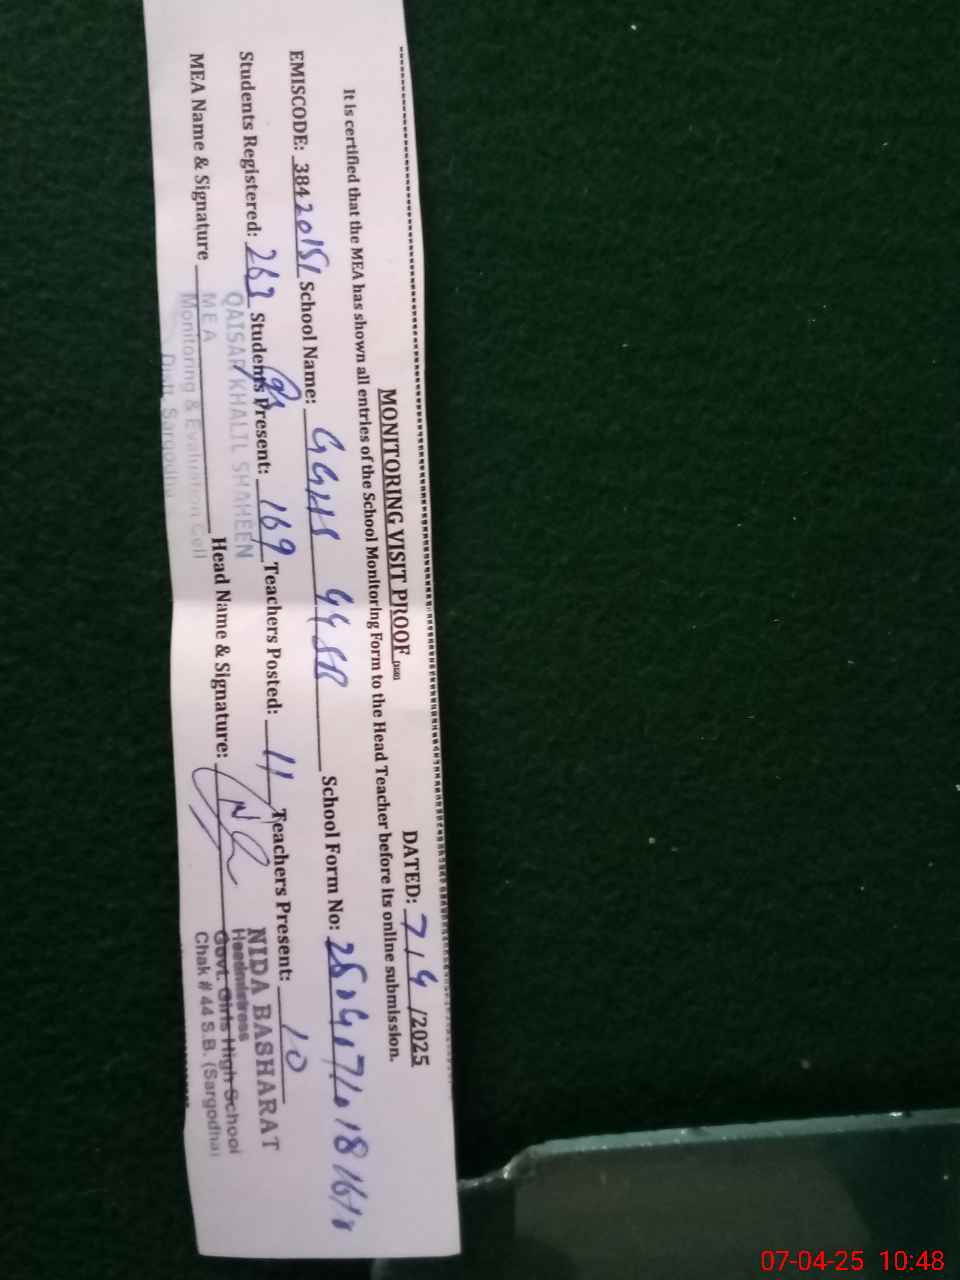 MONITORING VISIT PROOF DATED: 7/4/2025
It is certified that the MEA has shown all entries of the School Monitoring Form to the Head Teacher before its online submission.
EMISCODE: 38420151 School Name: GGHS 44 SB School Form No:
Students Registered: Students Present: 169 Teachers Posted: 11 Teachers Present: 10
MEA Name & Signature Head Name & Signature:
QAISAR KHALIL SHAHEEN
M E A
Monitoring & Evaluation Cell
Distt. Sargodha
NIDA BASHARAT
Headmistress
Govt. Girls High School
Chak # 44 S.B. (Sargodha)
07-04-25 10:48